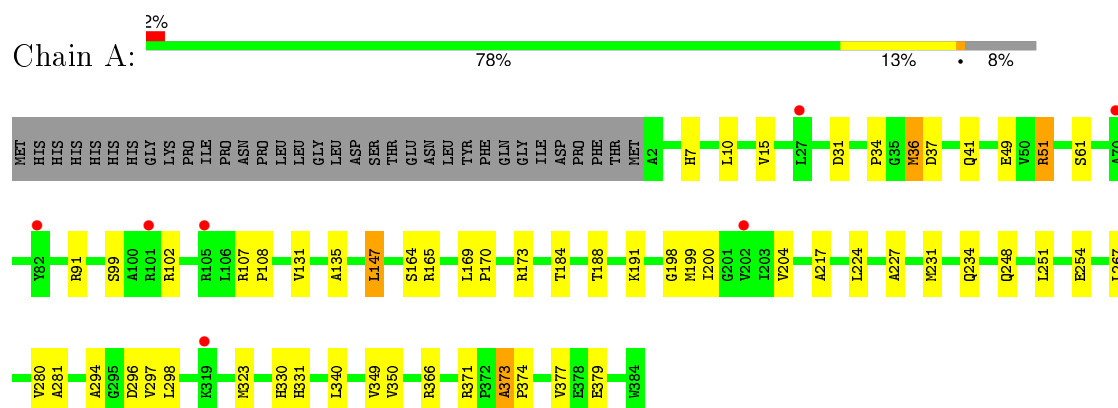 2%
Chain A:
78% 13% • 8%
MET HIS HIS HIS HIS HIS HIS GLY LYS PRO ILE PRO ASN PRO LEU LEU GLY LEU ASP SER THR GLU ASN LEU TYR PHE GLN GLY ILE ASP PRO PHE THR MET A2 H7 L10 V15 L27 D31 P34 G35 M36 D37 Q41 E49 V50 R51 S61 A70
Y82 R91 S99 A100 R101 R102 R105 L106 R107 P108 V131 A135 L147 S164 R165 L169 P170 R173 T184 T188 K191 G198 M199 I200 G201 V202 I203 V204 A217 L224 A227 M231 Q234 Q248 L251 E254
V280 A281 A294 G295 D296 V297 L298 K319 M323 H330 H331 L340 V349 V350 R366 R371 P372 A373 P374 V377 E378 E379 W384